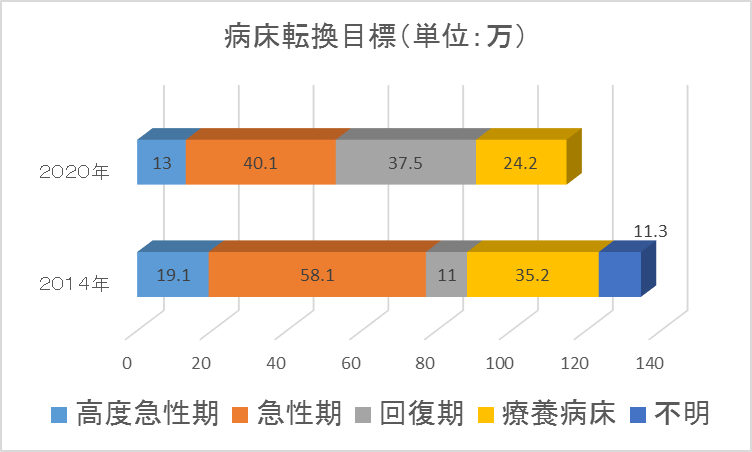 病床転換目標（単位：万）
2020年
13 40.1 37.5 24.2
11.3
2014年
19.1 58.1 11 35.2
0 20 40 60 80 100 120 140
高度急性期 急性期 回復期 療養病床 不明